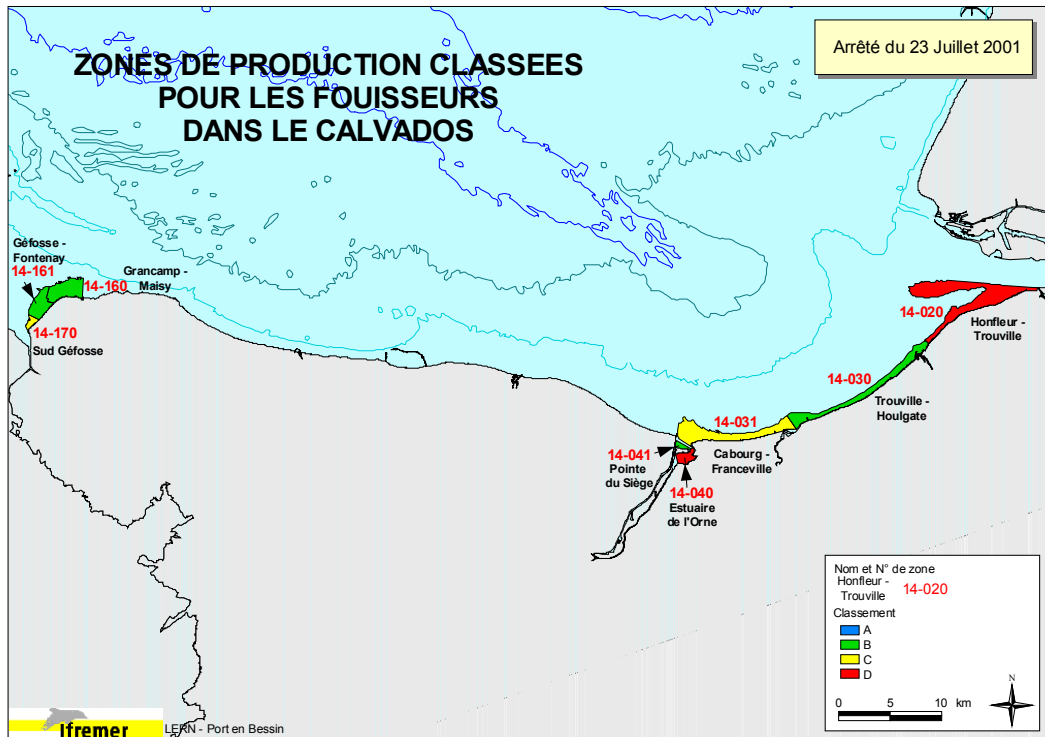 ZONES DE PRODUCTION CLASSEES
POUR LES FOUISSEURS
DANS LE CALVADOS
Arrêté du 23 Juillet 2001
Géfosse -
Fontenay
14-161
14-160
Grancamp -
Maisy
14-170
Sud Géfosse
14-020
Honfleur -
Trouville
14-030
Trouville -
Houlgate
14-031
Cabourg -
Franceville
14-041
Pointe
du Siège
14-040
Estuaire
de l'Orne
Nom et N° de zone
Honfleur -
Trouville
14-020
Classement
A
B
C
D
0 5 10 km
N
Ifremer
LERN - Port en Bessin